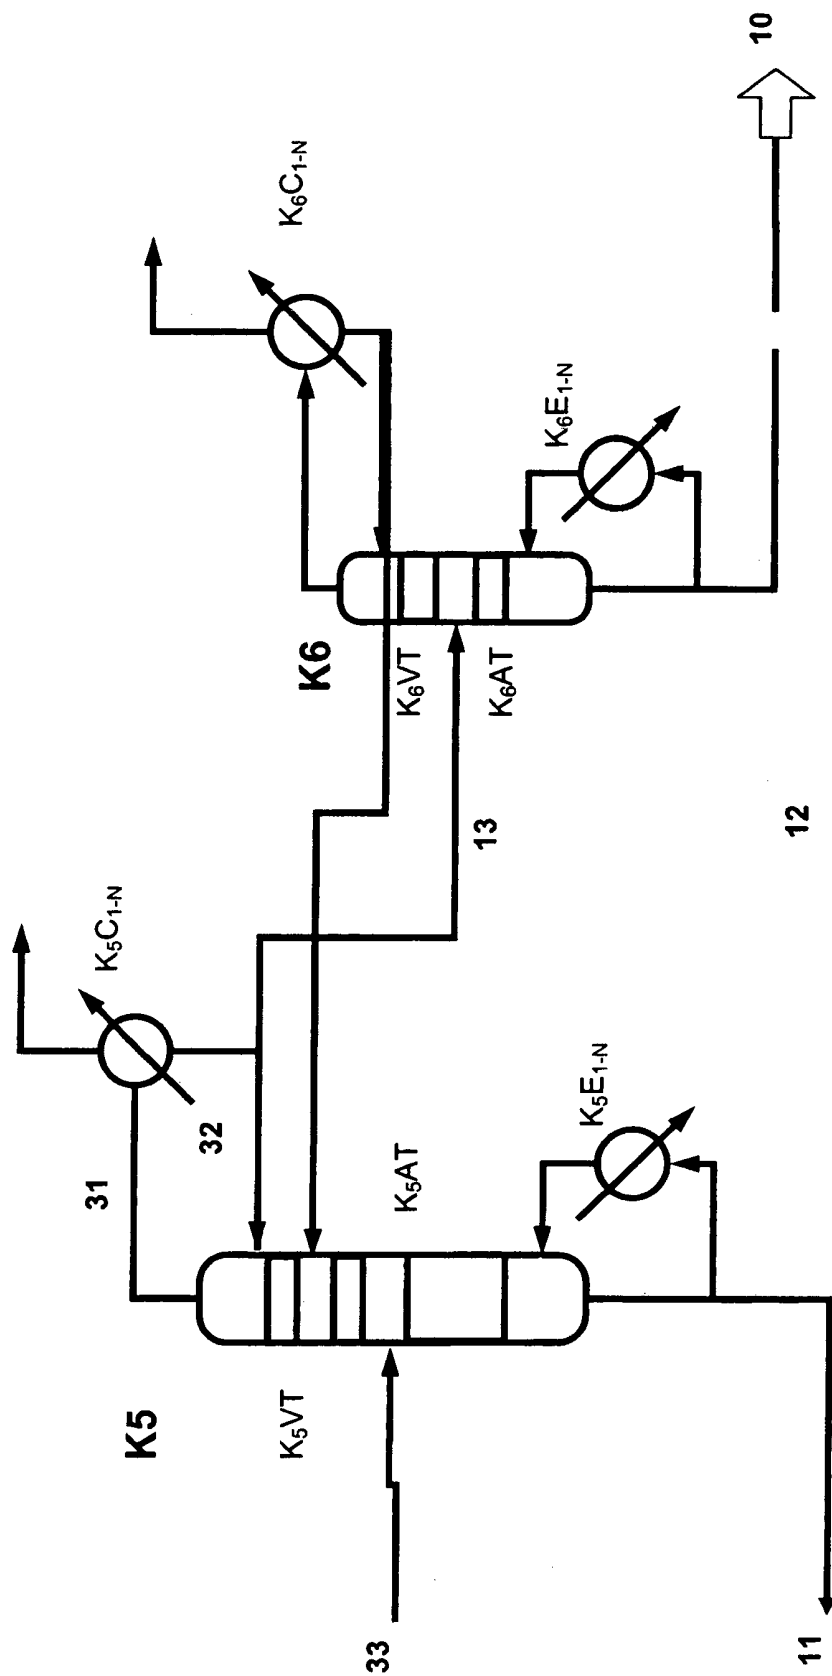 K5
K₅VT
31
32
K₅C₁₋N
K₅AT
K₅E₁₋N
33
11
13
12
K6
K₆VT
K₆AT
K₆C₁₋N
K₆E₁₋N
10